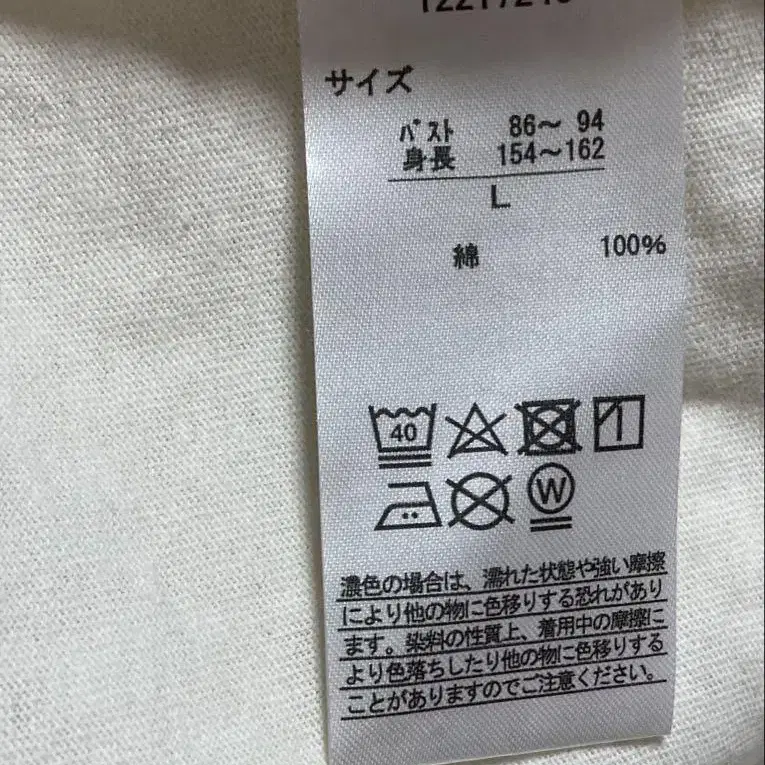 サイズ
バスト 86～ 94
身長 154～162
L
綿 100%
40
W
濃色の場合は、濡れた状態や強い摩擦
により他の物に色移りする恐れがあり
ます。染料の性質上、着用中の摩擦に
より色落ちしたり他の物に色移りする
ことがありますのでご注意ください。